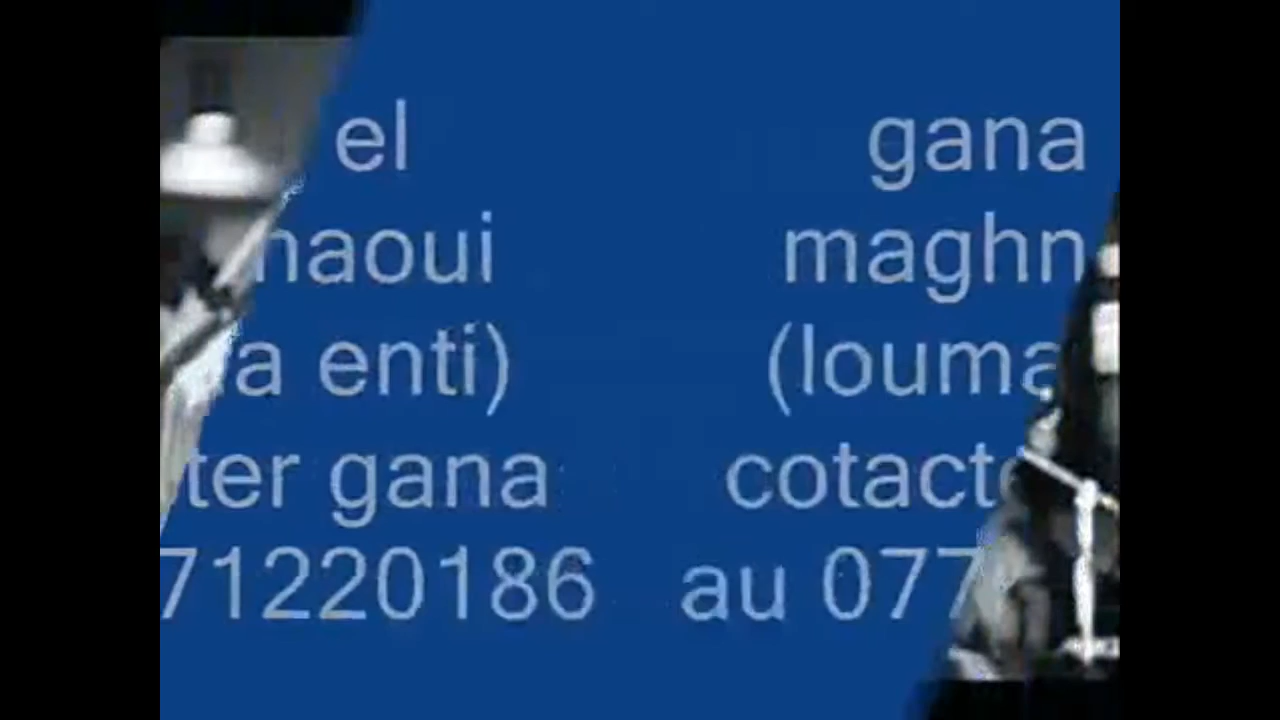 el gana
naoui maghn
enti) (louma
ter gana cotacte
71220186 au 077